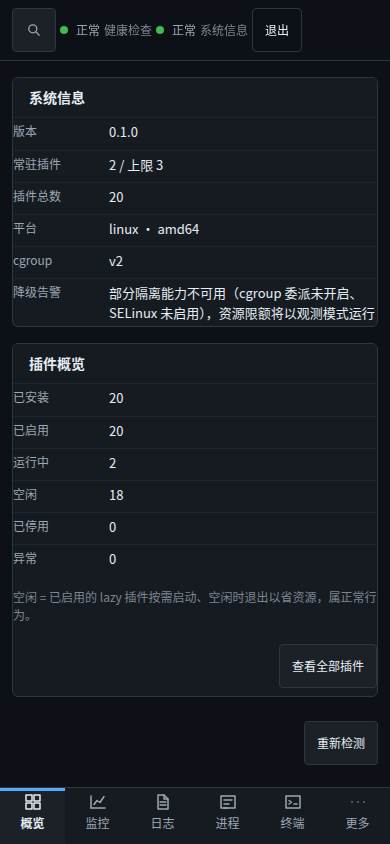 正常 健康检查 正常 系统信息 退出
系统信息
版本 0.1.0
常驻插件 2 / 上限 3
插件总数 20
平台 linux · amd64
cgroup v2
降级告警 部分隔离能力不可用（cgroup 委派未开启、
SELinux 未启用），资源限额将以观测模式运行
插件概览
已安装 20
已启用 20
运行中 2
空闲 18
已停用 0
异常 0
空闲 = 已启用的 lazy 插件按需启动、空闲时退出以省资源，属正常行
为。
查看全部插件
重新检测
概览 监控 日志 进程 终端 更多